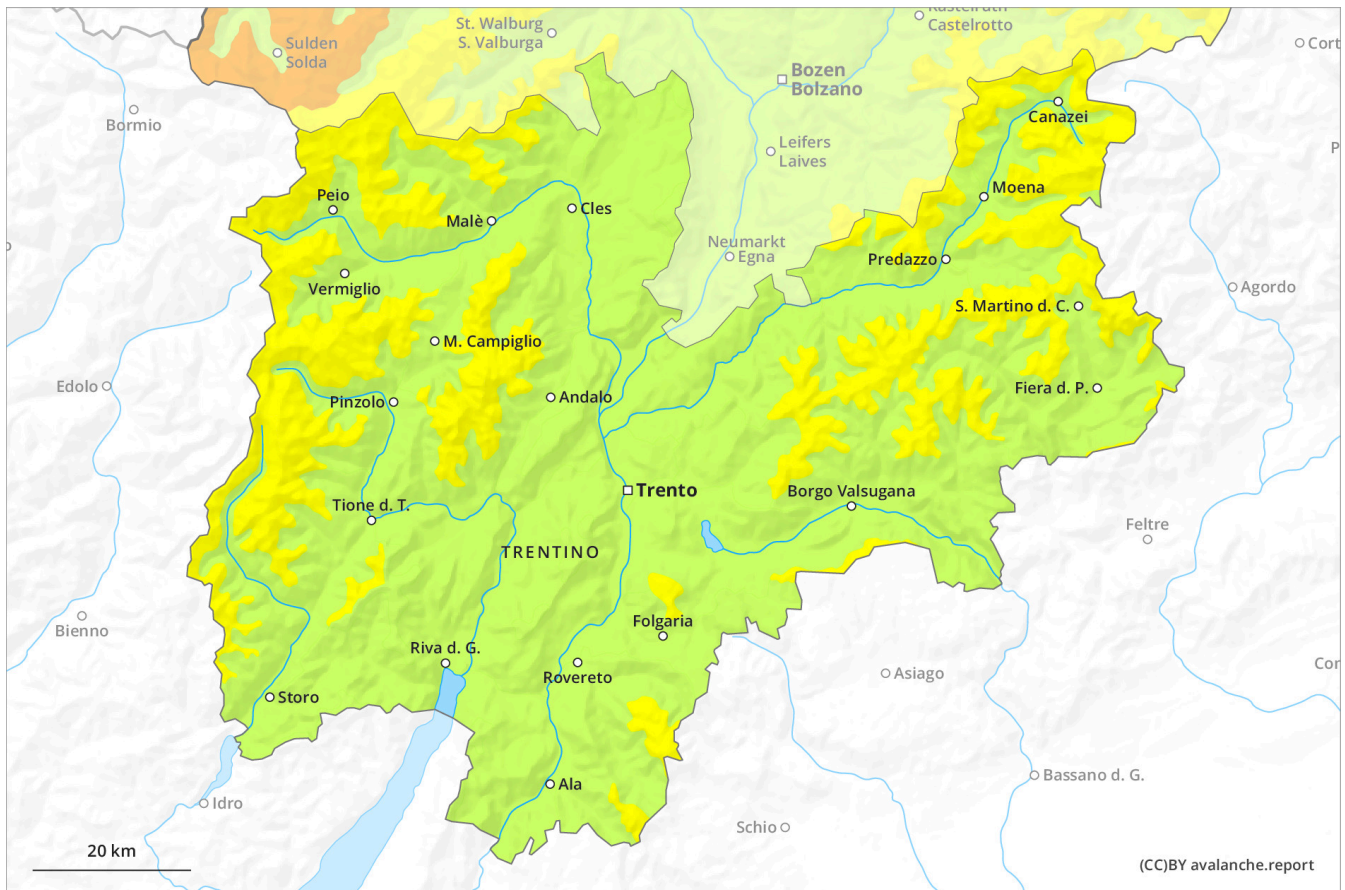 Kastelruth
Castelrotto
St. Walburg
S. Valburga
Sulden
Solda
Cort
Bozen
Bolzano
Bormio
Canazei
Leifers
Laives
Peio
Moena
Malè
Cles
Neumarkt
Egna
Predazzo
Vermiglio
Agordo
S. Martino d. C.
M. Campiglio
Edolo
Andalo
Fiera d. P.
Pinzolo
Trento
Borgo Valsugana
Tione d. T.
Feltre
TRENTINO
Bienno
Folgaria
Riva d. G.
Asiago
Rovereto
Storo
Bassano d. G.
Ala
Idro
Schio
20 km
(CC)BY avalanche.report